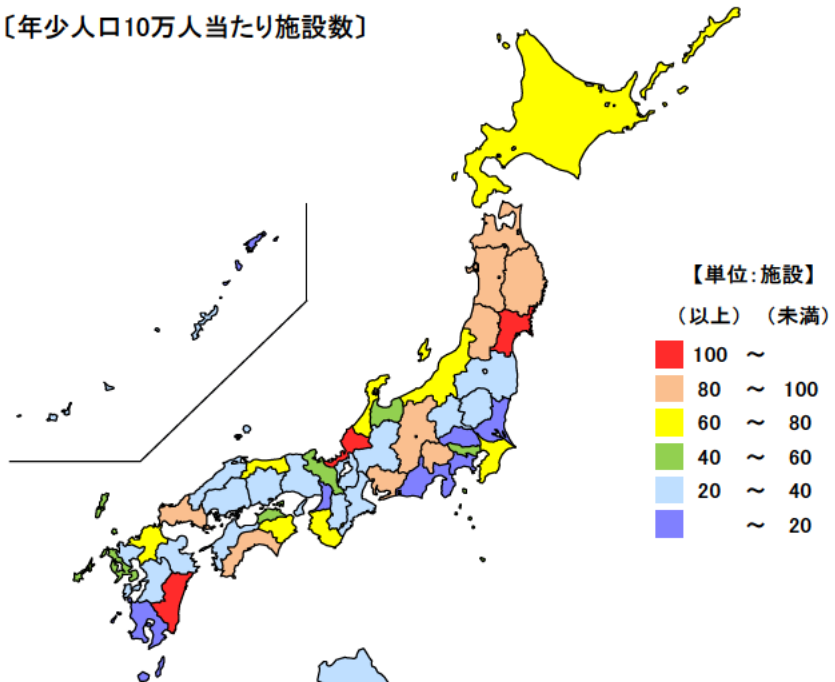 〔年少人口10万人当たり施設数〕
【単位:施設】
(以上) (未満)
100 ～
80 ～ 100
60 ～ 80
40 ～ 60
20 ～ 40
～ 20